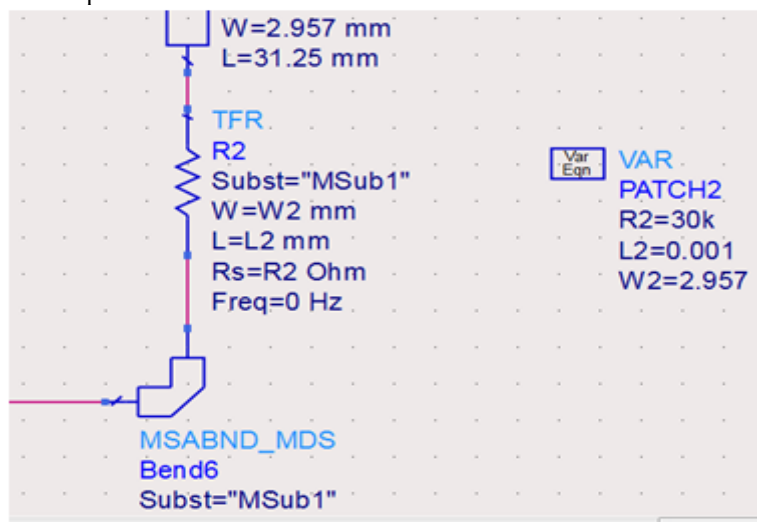 W=2.957 mm
L=31.25 mm
TFR
R2
Subst="MSub1"
W=W2 mm
L=L2 mm
Rs=R2 Ohm
Freq=0 Hz
Var
Eqn
VAR
PATCH2
R2=30k
L2=0.001
W2=2.957
MSABND_MDS
Bend6
Subst="MSub1"